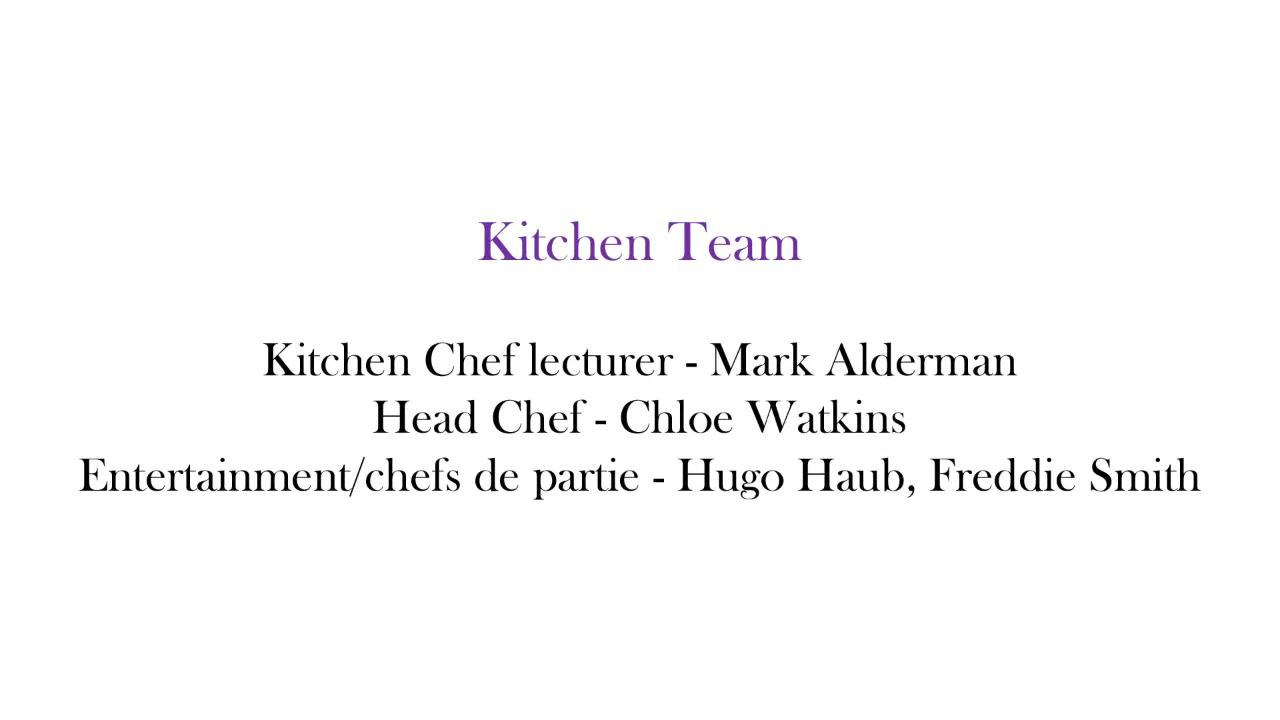 Kitchen Team
Kitchen Chef lecturer - Mark Alderman
Head Chef - Chloe Watkins
Entertainment/chefs de partie - Hugo Haub, Freddie Smith